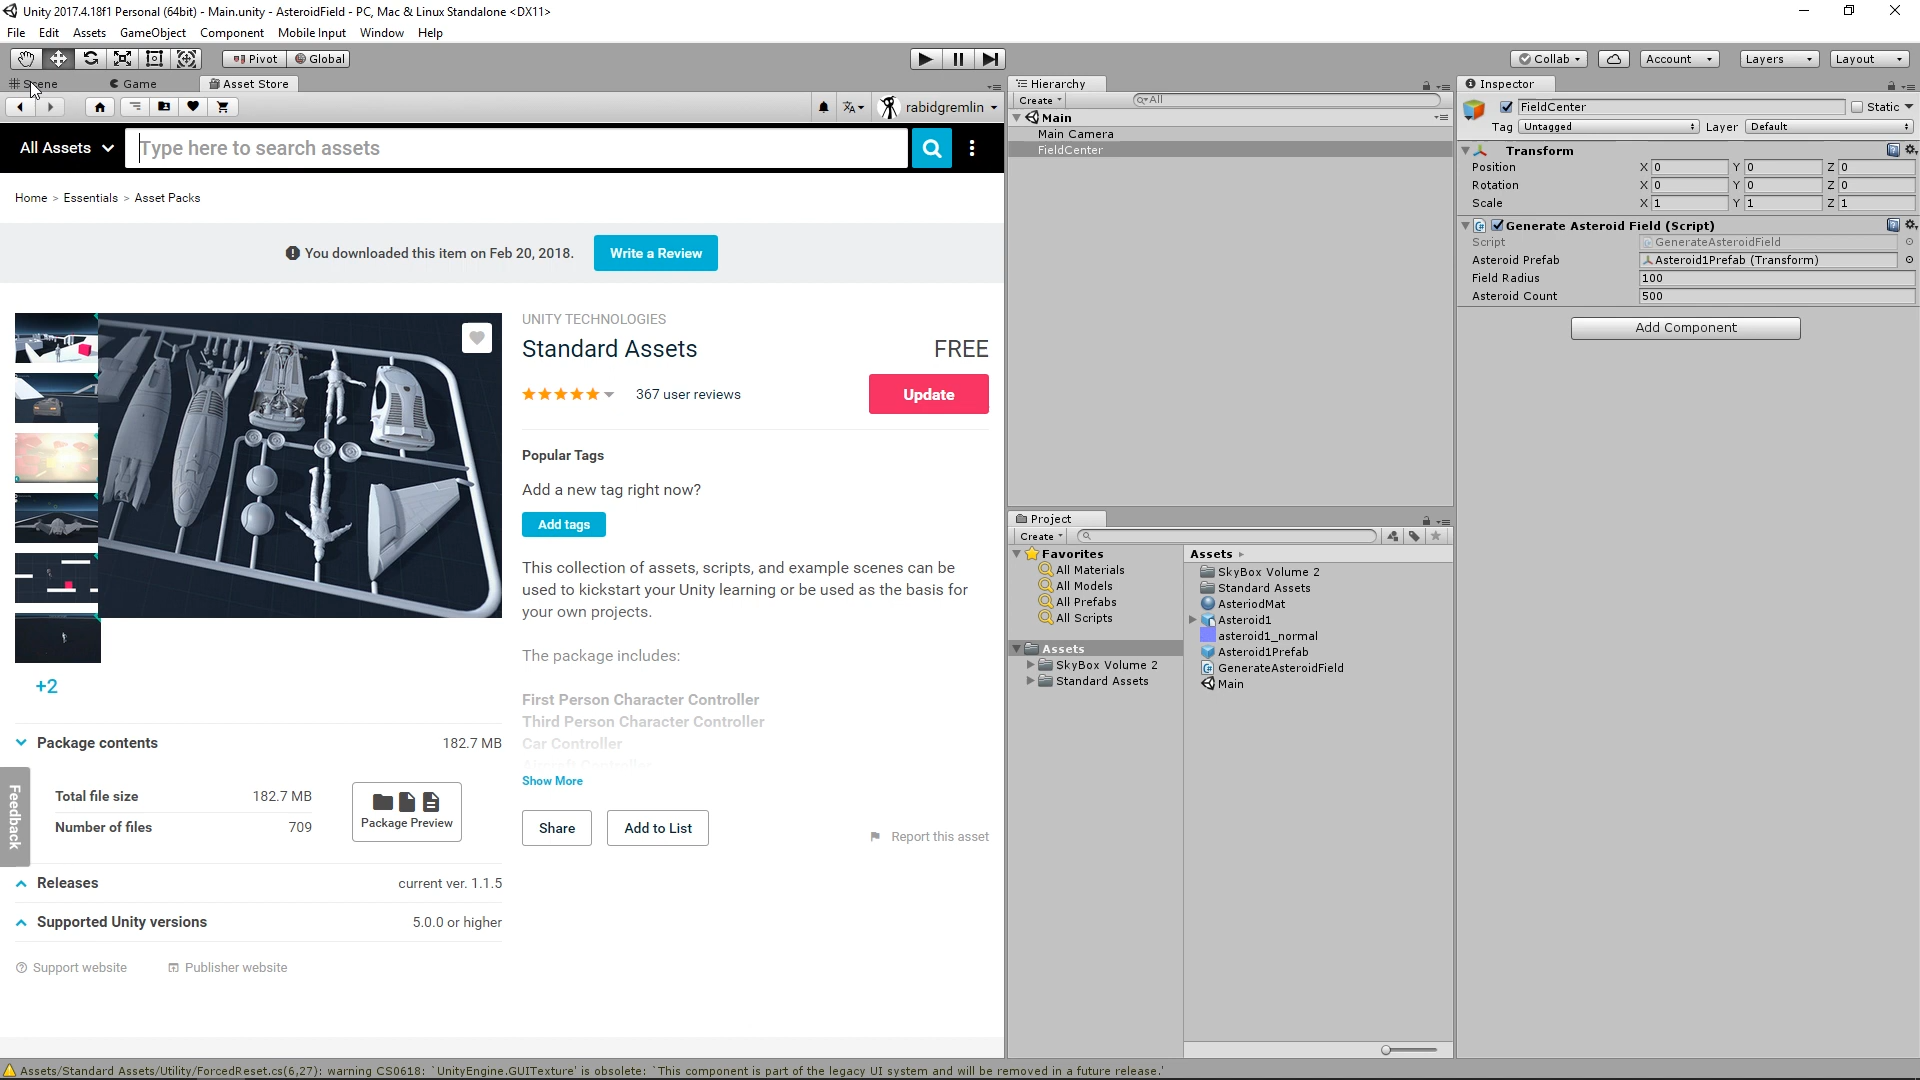 Unity 2017.4.18f1 Personal (64bit) - Main.unity - AsteroidField - PC, Mac & Linux Standalone <DX11>
File Edit Assets GameObject Component Mobile Input Window Help
Pivot Global Collab Account Layers Layout
Scene Game Asset Store
rabidgremlin
All Assets Type here to search assets
Home > Essentials > Asset Packs
You downloaded this item on Feb 20, 2018. Write a Review
UNITY TECHNOLOGIES
Standard Assets FREE
367 user reviews Update
Popular Tags
Add a new tag right now?
Add tags
This collection of assets, scripts, and example scenes can be
used to kickstart your Unity learning or be used as the basis for
your own projects.
The package includes:
First Person Character Controller
Third Person Character Controller
Car Controller
Aircraft Controller
Show More
Share Add to List Report this asset
+2
Package contents 182.7 MB
Total file size 182.7 MB
Number of files 709
Package Preview
Feedback
Releases current ver. 1.1.5
Supported Unity versions 5.0.0 or higher
Support website Publisher website
Hierarchy
Create All
Main
Main Camera
FieldCenter
Project
Create
Favorites
All Materials
All Models
All Prefabs
All Scripts
Assets
SkyBox Volume 2
Standard Assets
Assets
SkyBox Volume 2
Standard Assets
AsteriodMat
Asteroid1
asteroid1_normal
Asteroid1Prefab
GenerateAsteroidField
Main
Inspector
FieldCenter Static
Tag Untagged Layer Default
Transform
Position X 0 Y 0 Z 0
Rotation X 0 Y 0 Z 0
Scale X 1 Y 1 Z 1
Generate Asteroid Field (Script)
Script GenerateAsteroidField
Asteroid Prefab Asteroid1Prefab (Transform)
Field Radius 100
Asteroid Count 500
Add Component
Assets/Standard Assets/Utility/ForcedReset.cs(6,27): warning CS0618: `UnityEngine.GUITexture' is obsolete: `This component is part of the legacy UI system and will be removed in a future release.'